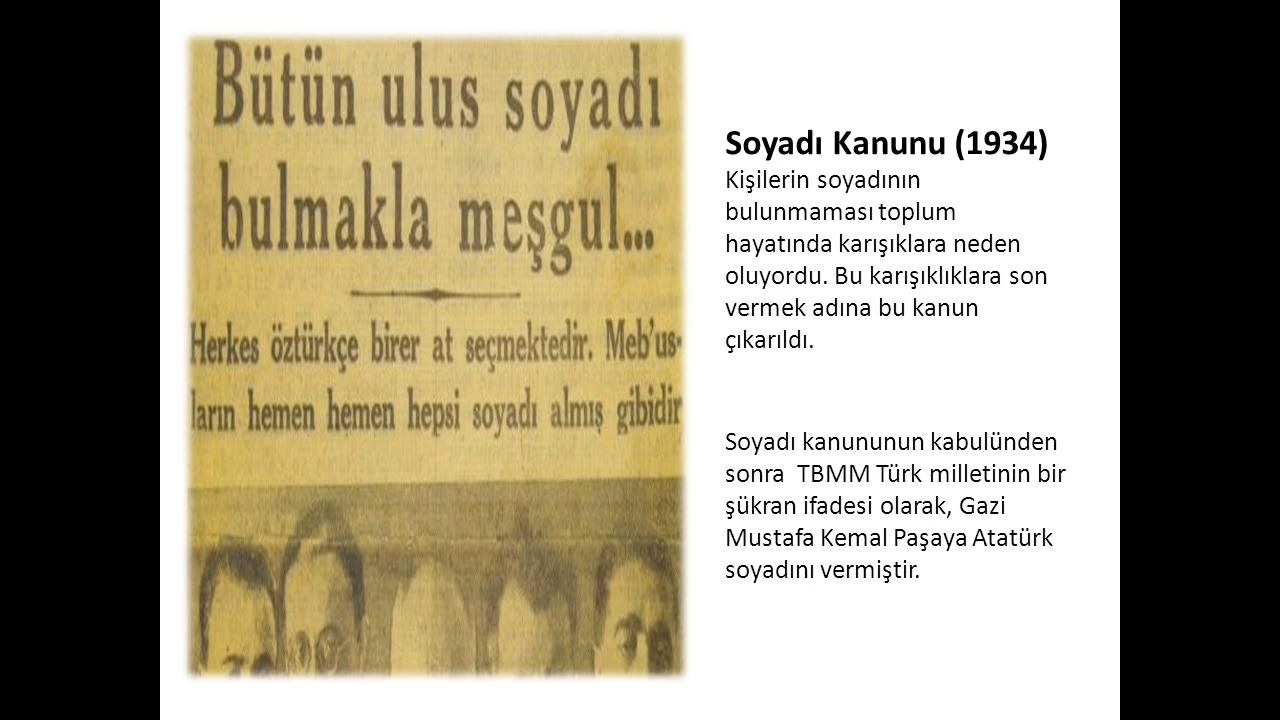 Bütün ulus soyadı
bulmakla meşgul...
Herkes öztürkçe birer at seçmektedir. Meb'us-
ların hemen hemen hepsi soyadı almış gibidir
Soyadı Kanunu (1934)
Kişilerin soyadının
bulunmaması toplum
hayatında karışıklara neden
oluyordu. Bu karışıklıklara son
vermek adına bu kanun
çıkarıldı.
Soyadı kanununun kabulünden
sonra TBMM Türk milletinin bir
şükran ifadesi olarak, Gazi
Mustafa Kemal Paşaya Atatürk
soyadını vermiştir.